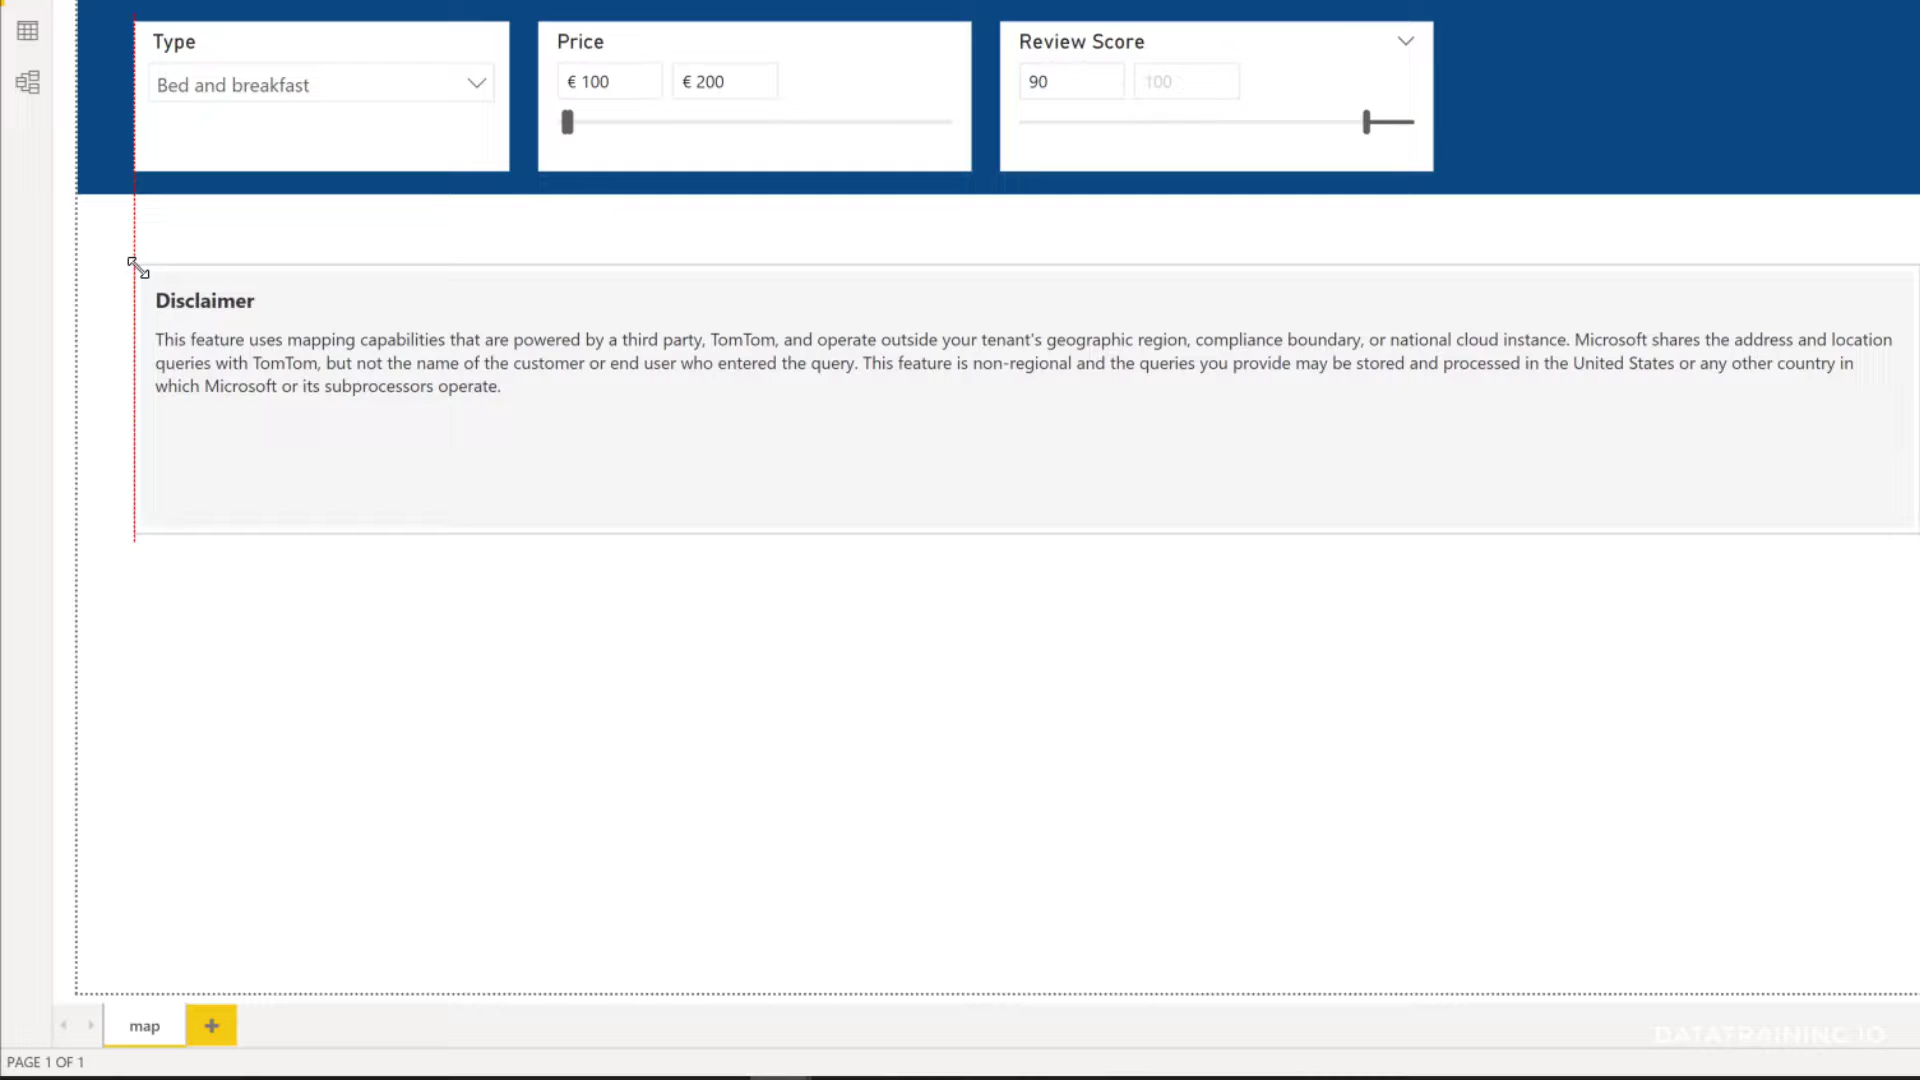 Type
Price
Review Score
Bed and breakfast
€ 100
€ 200
90
100
Disclaimer
This feature uses mapping capabilities that are powered by a third party, TomTom, and operate outside your tenant's geographic region, compliance boundary, or national cloud instance. Microsoft shares the address and location
queries with TomTom, but not the name of the customer or end user who entered the query. This feature is non-regional and the queries you provide may be stored and processed in the United States or any other country in
which Microsoft or its subprocessors operate.
map
DATATRAINING.IO
PAGE 1 OF 1